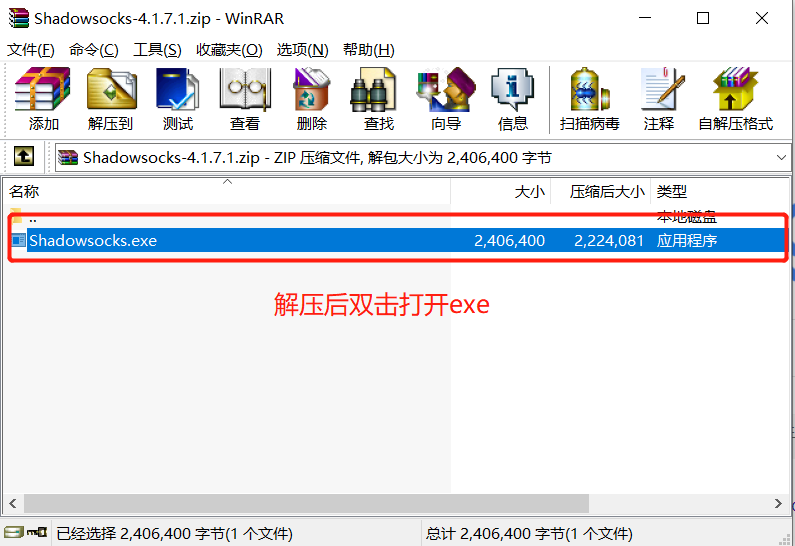 Shadowsocks-4.1.7.1.zip - WinRAR
文件(F) 命令(C) 工具(S) 收藏夹(O) 选项(N) 帮助(H)
添加 解压到 测试 查看 删除 查找 向导 信息 扫描病毒 注释 自解压格式
Shadowsocks-4.1.7.1.zip - ZIP 压缩文件, 解包大小为 2,406,400 字节
名称 大小 压缩后大小 类型
.. 本地磁盘
Shadowsocks.exe 2,406,400 2,224,081 应用程序
解压后双击打开exe
已经选择 2,406,400 字节(1 个文件) 总计 2,406,400 字节(1 个文件)